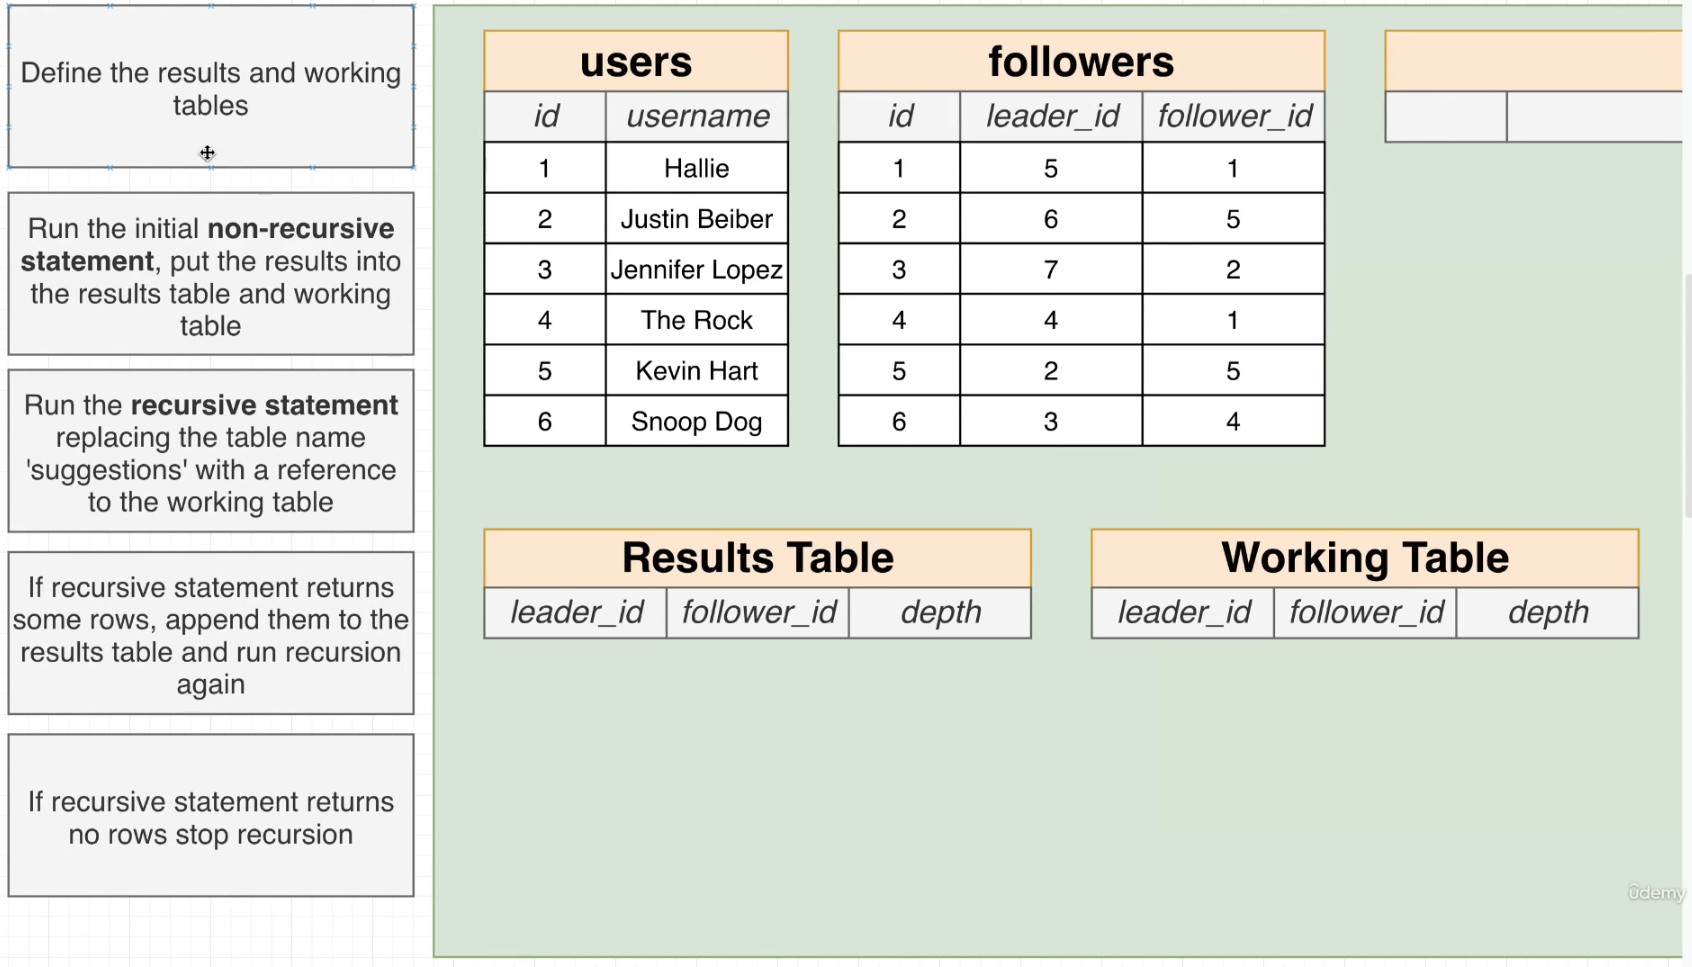 Define the results and working
tables
Run the initial non-recursive
statement, put the results into
the results table and working
table
Run the recursive statement
replacing the table name
'suggestions' with a reference
to the working table
If recursive statement returns
some rows, append them to the
results table and run recursion
again
If recursive statement returns
no rows stop recursion
users
id username
1 Hallie
2 Justin Beiber
3 Jennifer Lopez
4 The Rock
5 Kevin Hart
6 Snoop Dog
followers
id leader_id follower_id
1 5 1
2 6 5
3 7 2
4 4 1
5 2 5
6 3 4
Results Table
leader_id follower_id depth
Working Table
leader_id follower_id depth
ûdemy